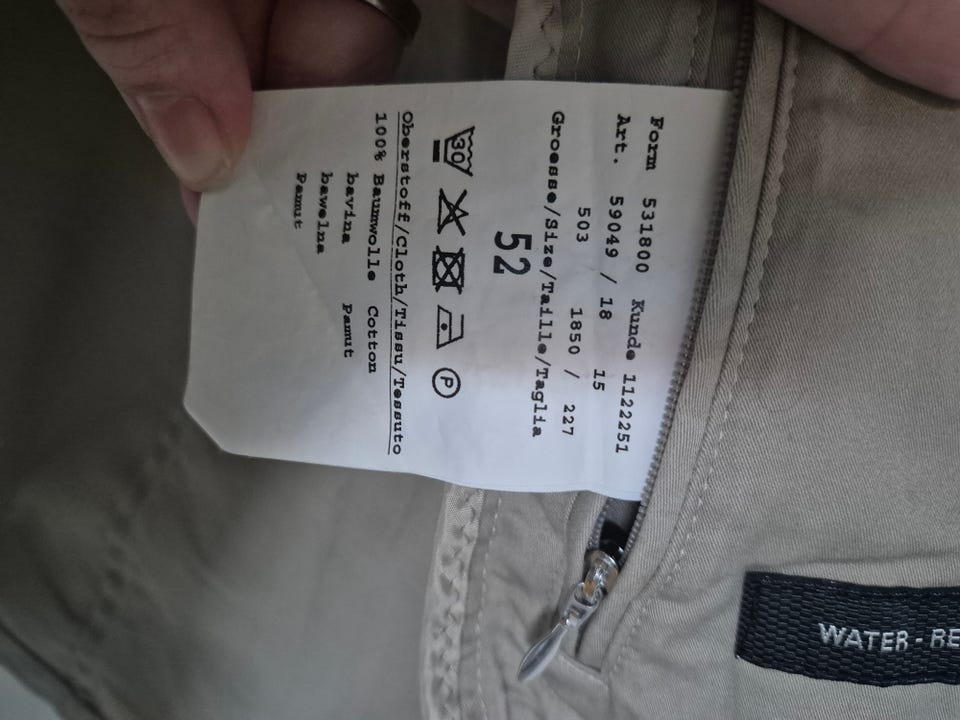 Form 531800 Kunde 1122251
Art. 59049 / 18 15
503 1850 / 227
Groesse/Size/Taille/Taglia
52
30 P
Oberstoff/Cloth/Tissu/Tessuto
100% Baumwolle Cotton
bavlna Pamut
bawelna
Pamut
WATER-RE